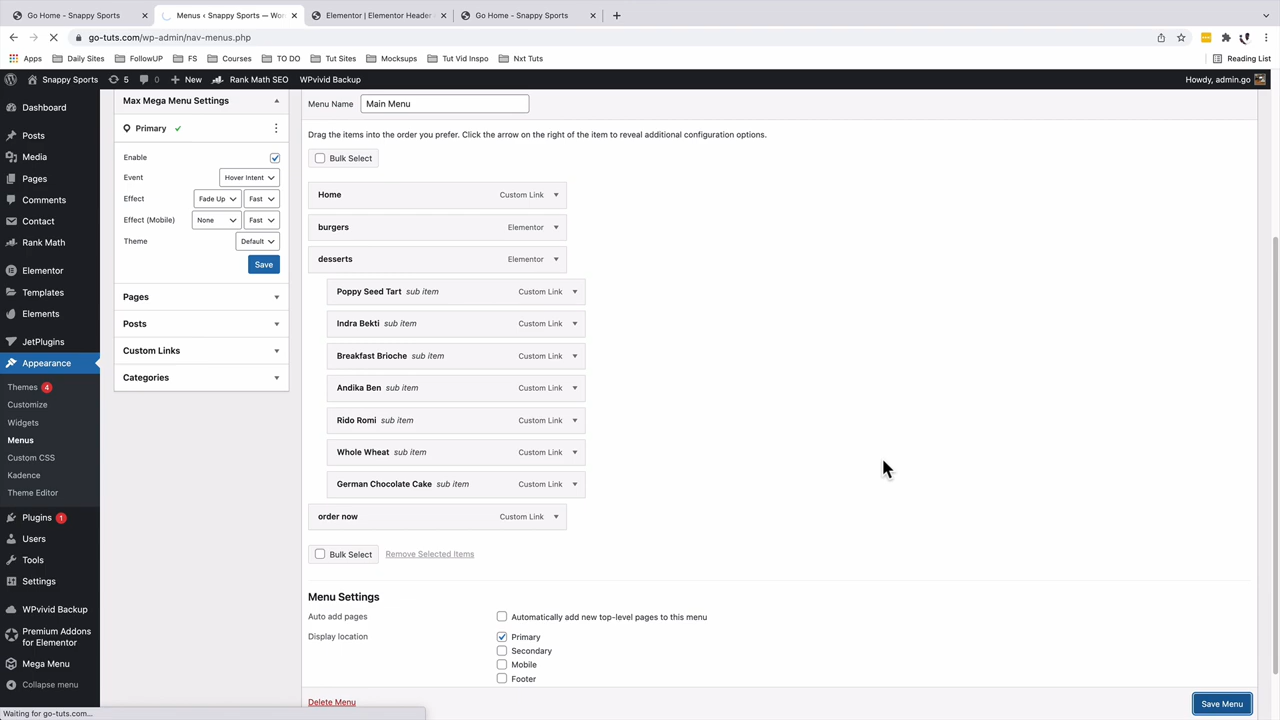 Go Home - Snappy Sports
Menus ‹ Snappy Sports — Wor
Elementor | Elementor Header
Go Home - Snappy Sports
go-tuts.com/wp-admin/nav-menus.php
Apps
Daily Sites
FollowUP
FS
Courses
TO DO
Tut Sites
Mocksups
Tut Vid Inspo
Nxt Tuts
Reading List
Snappy Sports
5
0
New
Rank Math SEO
WPvivid Backup
Howdy, admin.go
Dashboard
Posts
Media
Pages
Comments
Contact
Rank Math
Elementor
Templates
Elements
JetPlugins
Appearance
Themes 4
Customize
Widgets
Menus
Custom CSS
Kadence
Theme Editor
Plugins 1
Users
Tools
Settings
WPvivid Backup
Premium Addons
for Elementor
Mega Menu
Collapse menu
Max Mega Menu Settings
Primary
Enable
Event Hover Intent
Effect Fade Up Fast
Effect (Mobile) None Fast
Theme Default
Save
Pages
Posts
Custom Links
Categories
Menu Name Main Menu
Drag the items into the order you prefer. Click the arrow on the right of the item to reveal additional configuration options.
Bulk Select
Home Custom Link
burgers Elementor
desserts Elementor
Poppy Seed Tart sub item Custom Link
Indra Bekti sub item Custom Link
Breakfast Brioche sub item Custom Link
Andika Ben sub item Custom Link
Rido Romi sub item Custom Link
Whole Wheat sub item Custom Link
German Chocolate Cake sub item Custom Link
order now Custom Link
Bulk Select Remove Selected Items
Menu Settings
Auto add pages Automatically add new top-level pages to this menu
Display location Primary
Secondary
Mobile
Footer
Delete Menu Save Menu
Waiting for go-tuts.com...